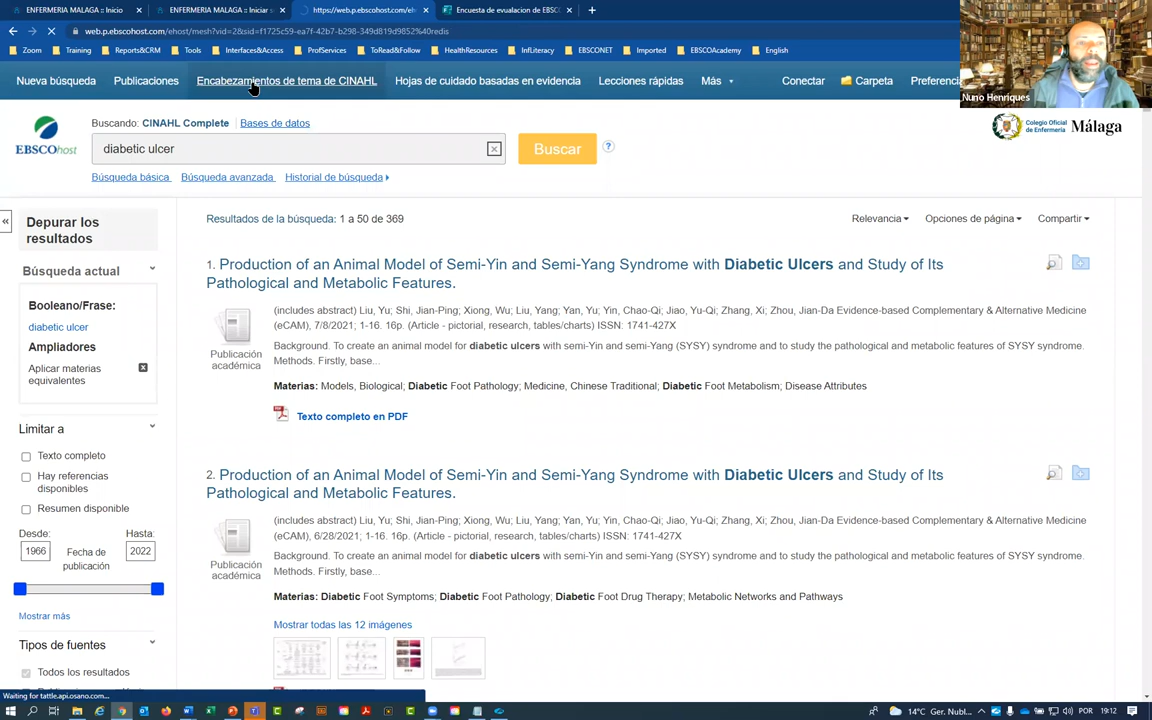 ENFERMERIA MALAGA :: Inicio
ENFERMERIA MALAGA :: Iniciar s
https://web.p.ebscohost.com/eh
Encuesta de evualacion de EBSC
web.p.ebscohost.com/ehost/mesh?vid=2&sid=f1725c59-ea7f-42b7-b298-349d819d9852%40redis
Zoom
Training
Reports&CRM
Tools
Interfaces&Access
ProfServices
ToRead&Follow
HealthResources
InfLiteracy
EBSCONET
Imported
EBSCOAcademy
English
Nueva búsqueda
Publicaciones
Encabezamientos de tema de CINAHL
Hojas de cuidado basadas en evidencia
Lecciones rápidas
Más
Conectar
Carpeta
Preferenci
Nuno Henriques
EBSCOhost
Buscando: CINAHL Complete
Bases de datos
diabetic ulcer
Buscar
Búsqueda básica
Búsqueda avanzada
Historial de búsqueda
Colegio Oficial
de Enfermería
Málaga
Depurar los
resultados
Búsqueda actual
Booleano/Frase:
diabetic ulcer
Ampliadores
Aplicar materias
equivalentes
Limitar a
Texto completo
Hay referencias
disponibles
Resumen disponible
Desde:
Hasta:
1966
Fecha de
publicación
2022
Mostrar más
Tipos de fuentes
Todos los resultados
Resultados de la búsqueda: 1 a 50 de 369
Relevancia
Opciones de página
Compartir
1. Production of an Animal Model of Semi-Yin and Semi-Yang Syndrome with Diabetic Ulcers and Study of Its
Pathological and Metabolic Features.
Publicación
académica
(includes abstract) Liu, Yu; Shi, Jian-Ping; Xiong, Wu; Liu, Yang; Yan, Yu; Yin, Chao-Qi; Jiao, Yu-Qi; Zhang, Xi; Zhou, Jian-Da Evidence-based Complementary & Alternative Medicine
(eCAM), 7/8/2021; 1-16. 16p. (Article - pictorial, research, tables/charts) ISSN: 1741-427X
Background. To create an animal model for diabetic ulcers with semi-Yin and semi-Yang (SYSY) syndrome and to study the pathological and metabolic features of SYSY syndrome.
Methods. Firstly, base...
Materias: Models, Biological; Diabetic Foot Pathology; Medicine, Chinese Traditional; Diabetic Foot Metabolism; Disease Attributes
Texto completo en PDF
2. Production of an Animal Model of Semi-Yin and Semi-Yang Syndrome with Diabetic Ulcers and Study of Its
Pathological and Metabolic Features.
Publicación
académica
(includes abstract) Liu, Yu; Shi, Jian-Ping; Xiong, Wu; Liu, Yang; Yan, Yu; Yin, Chao-Qi; Jiao, Yu-Qi; Zhang, Xi; Zhou, Jian-Da Evidence-based Complementary & Alternative Medicine
(eCAM), 6/28/2021; 1-16. 16p. (Article - pictorial, research, tables/charts) ISSN: 1741-427X
Background. To create an animal model for diabetic ulcers with semi-Yin and semi-Yang (SYSY) syndrome and to study the pathological and metabolic features of SYSY syndrome.
Methods. Firstly, base...
Materias: Diabetic Foot Symptoms; Diabetic Foot Pathology; Diabetic Foot Drug Therapy; Metabolic Networks and Pathways
Mostrar todas las 12 imágenes
Waiting for tattle.api.osano.com...
14°C Ger. Nubl...
POR
19:12